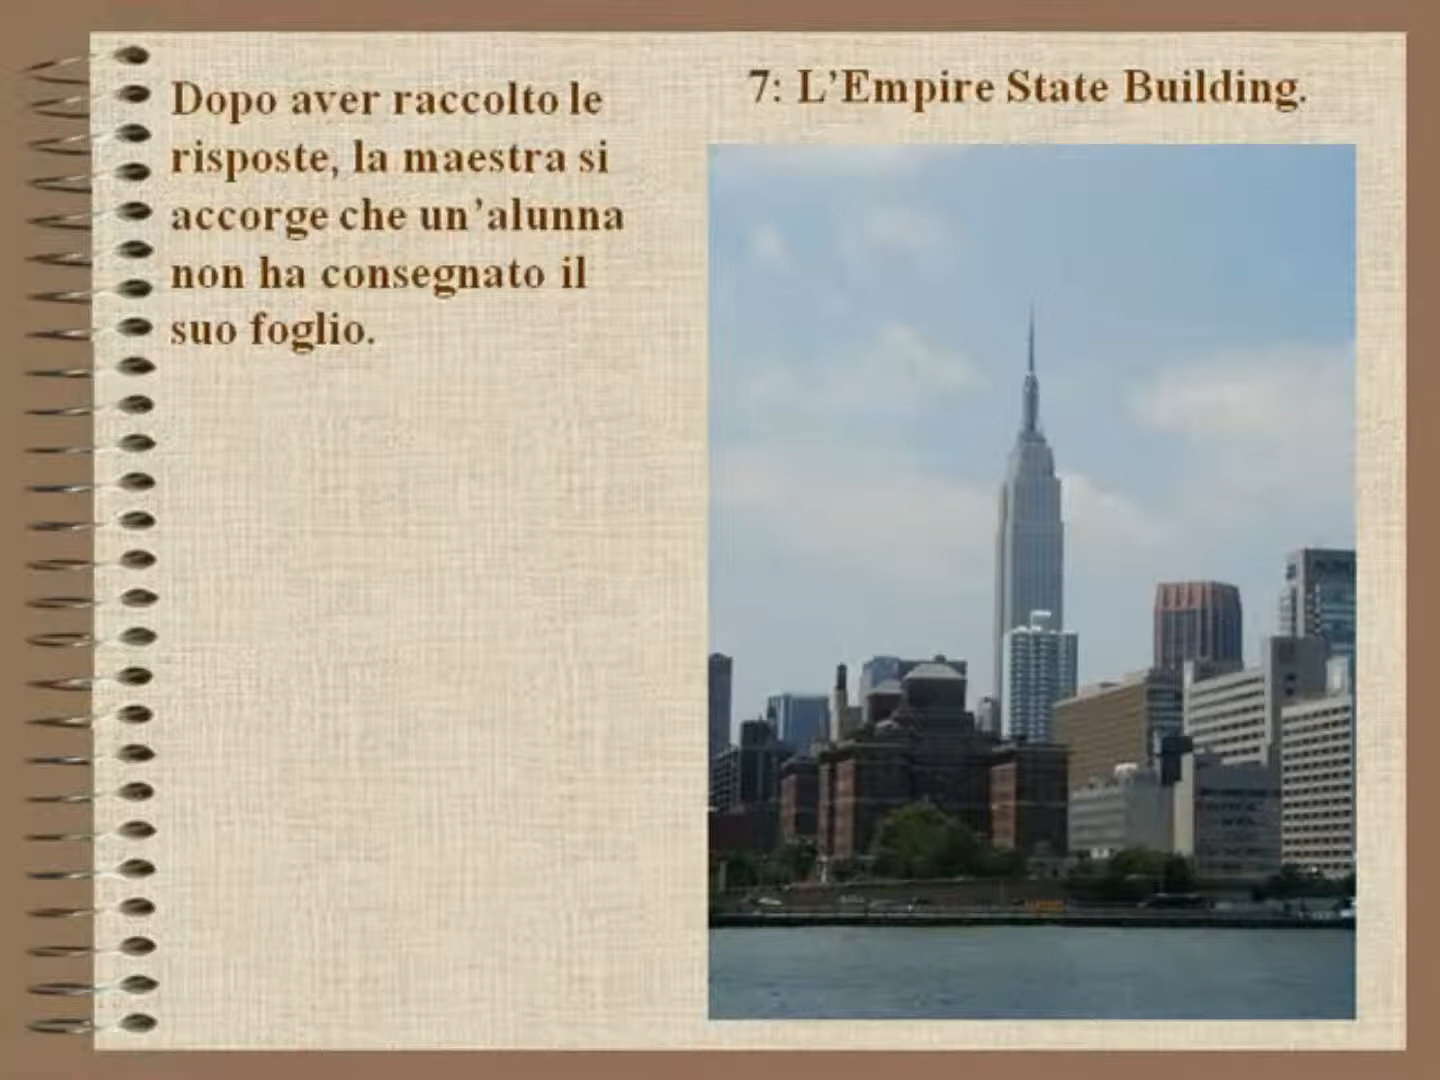 Dopo aver raccolto le
risposte, la maestra si
accorge che un'alunna
non ha consegnato il
suo foglio.
7: L'Empire State Building.